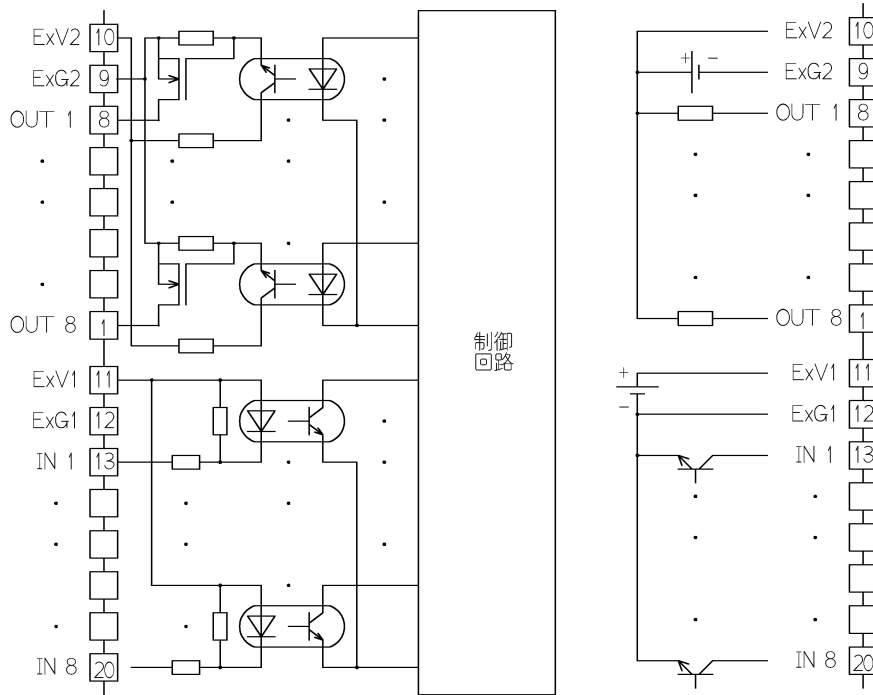 ExV2 10
ExG2 9
OUT 1 8
OUT 8 1
ExV1 11
ExG1 12
IN 1 13
IN 8 20
制御
回路
ExV2 10
+ −
ExG2 9
OUT 1 8
OUT 8 1
+
ExV1 11
−
ExG1 12
IN 1 13
IN 8 20